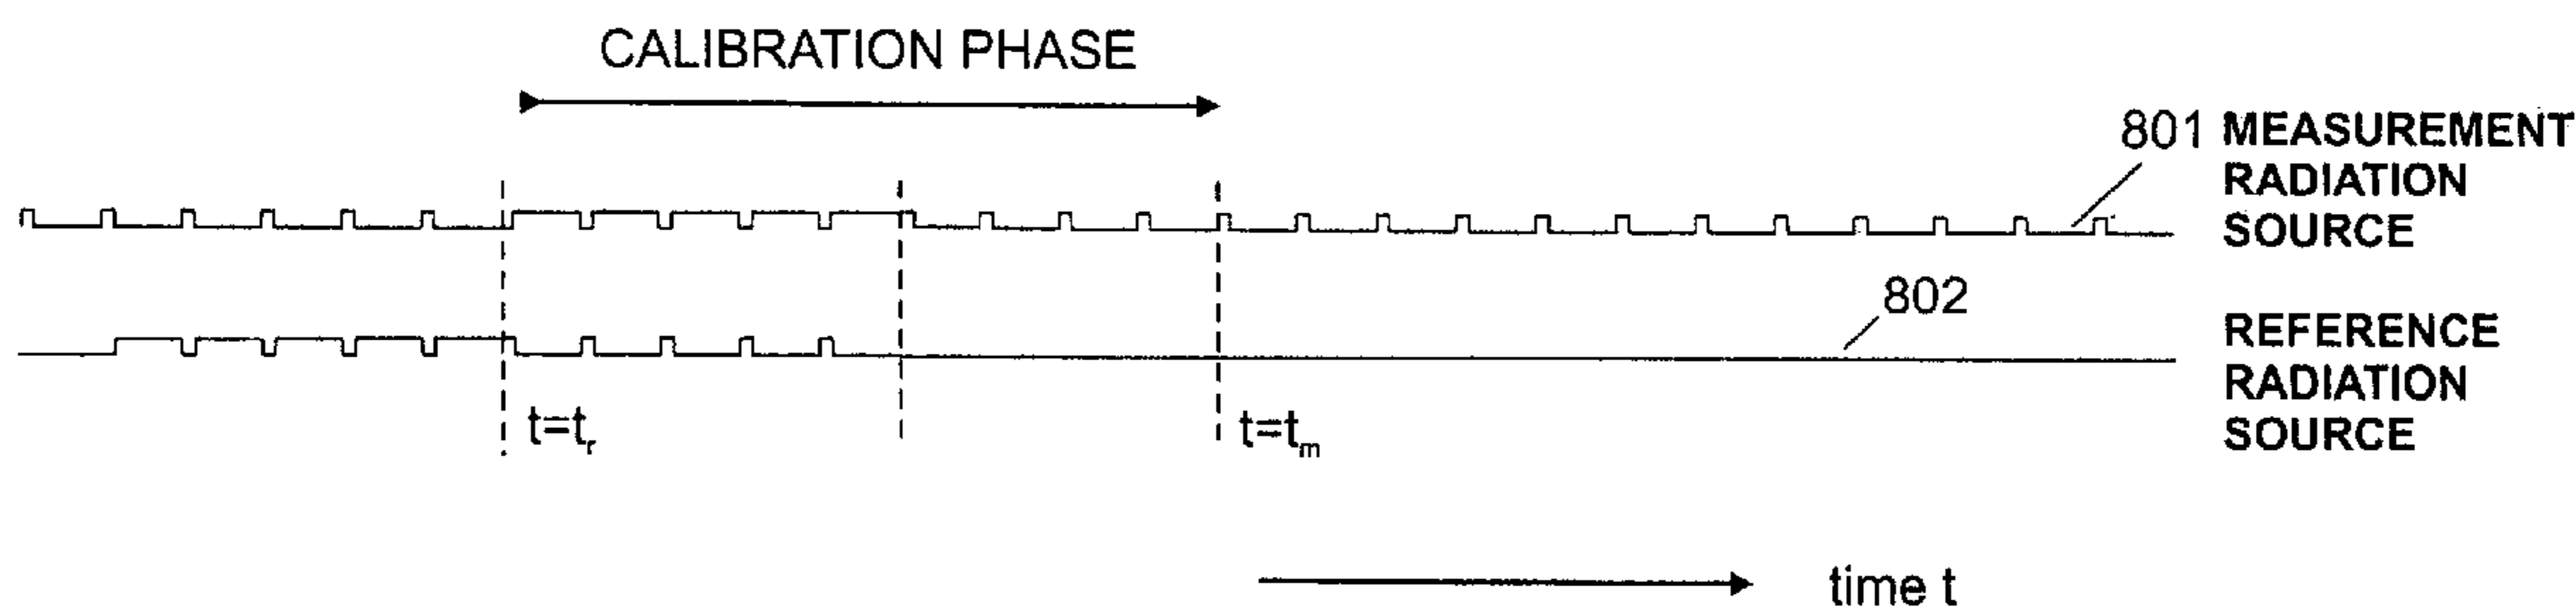 CALIBRATION PHASE
801
MEASUREMENT
RADIATION
SOURCE
802
REFERENCE
RADIATION
SOURCE
t=tᵣ
t=tₘ
time t